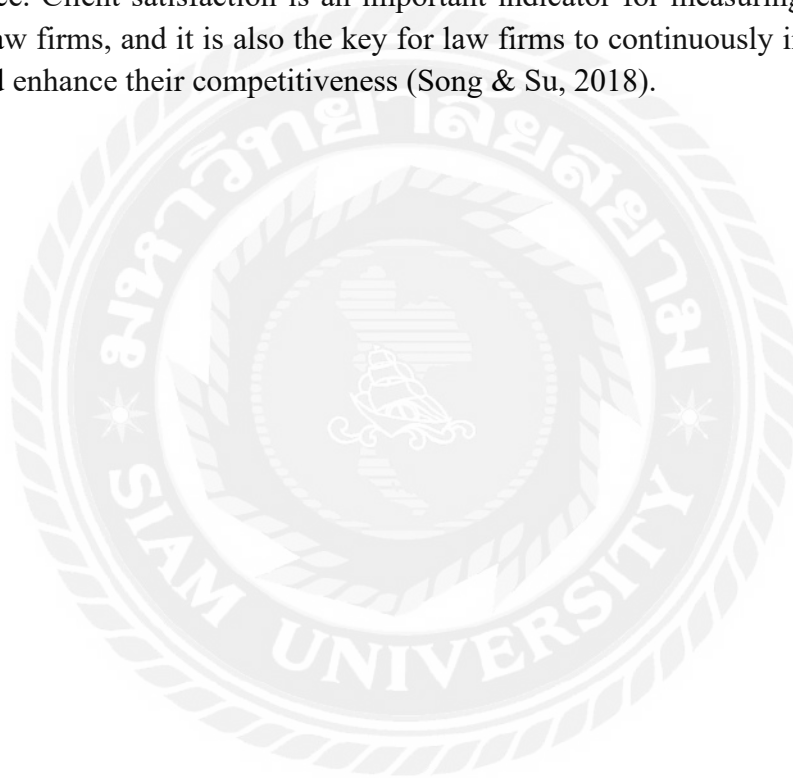 Client satisfaction is an important indicator for measuring
aw firms, and it is also the key for law firms to continuously i
d enhance their competitiveness (Song & Su, 2018).
มหาวิทยาลัยสยาม
SIAM UNIVERSITY